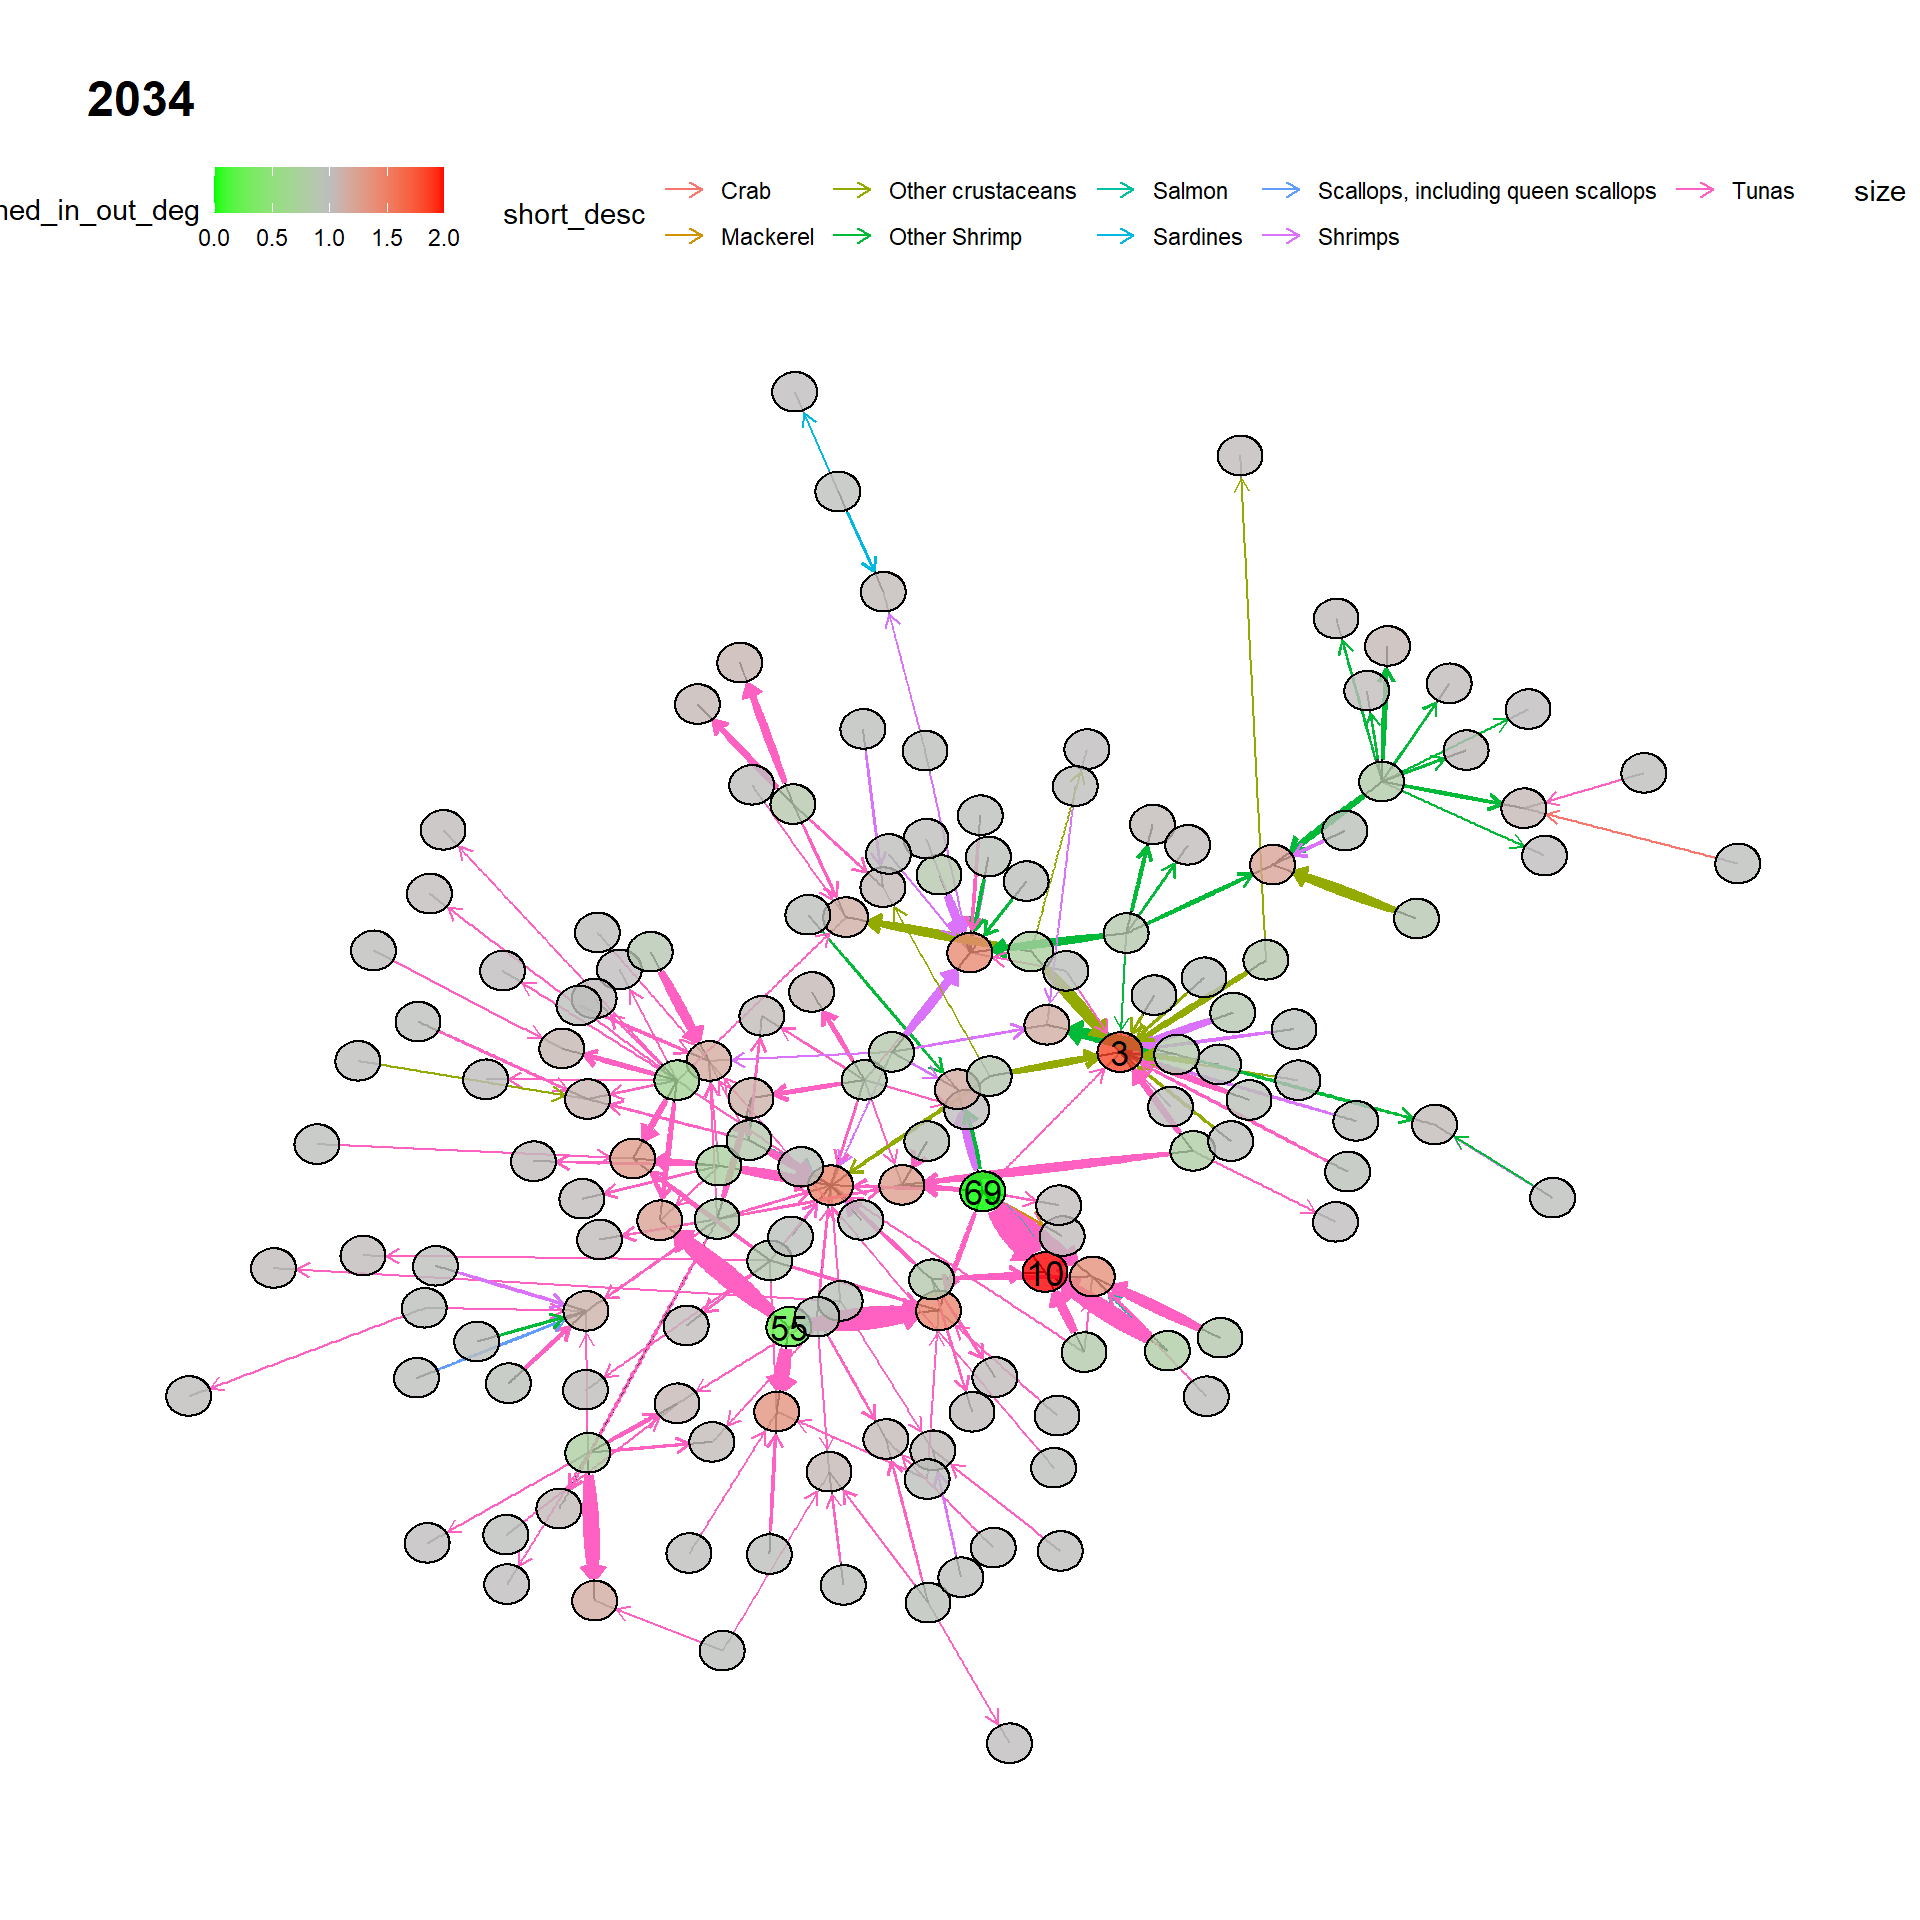 2034
ned_in_out_deg
0.0 0.5 1.0 1.5 2.0
short_desc
Crab Other crustaceans Salmon Scallops, including queen scallops Tunas
Mackerel Other Shrimp Sardines Shrimps
size
3
69
10
55